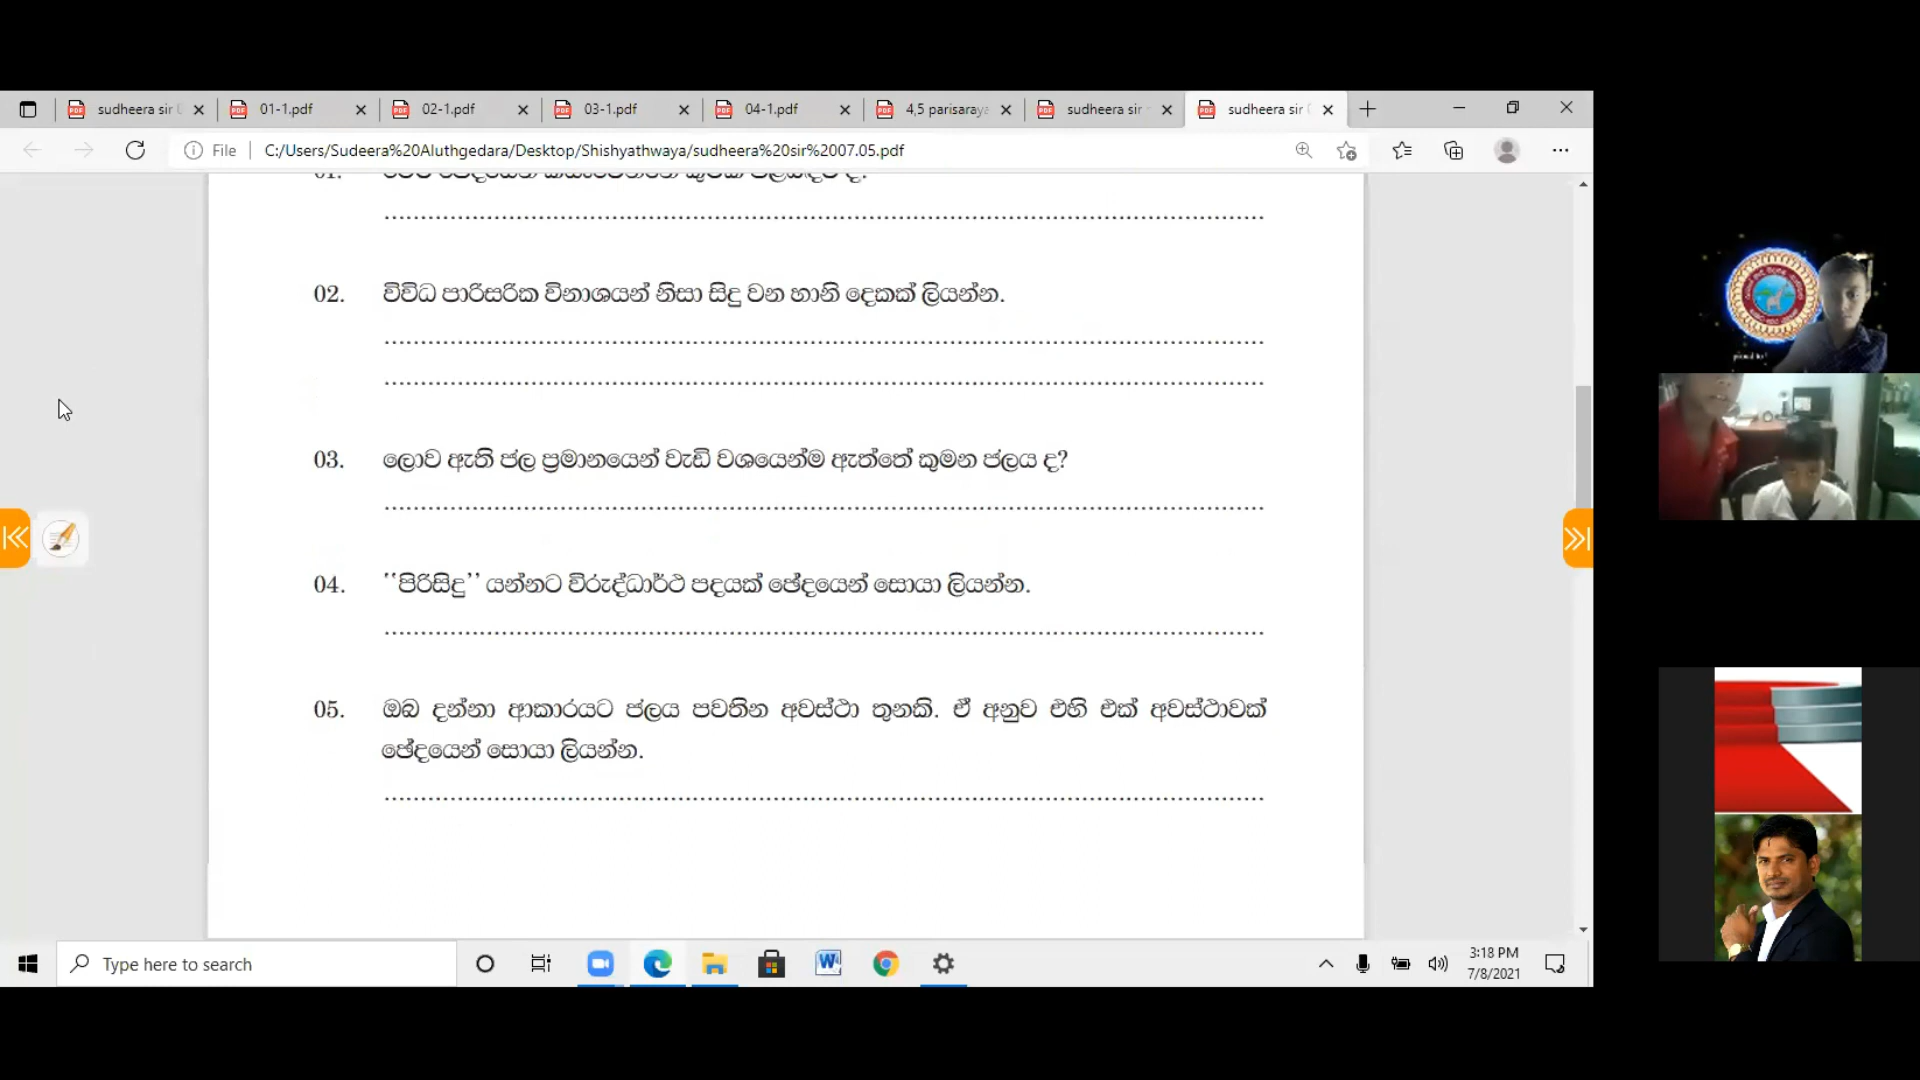 sudheera sir
01-1.pdf
02-1.pdf
03-1.pdf
04-1.pdf
4,5 parisaraya
sudheera sir
sudheera sir
File
C:/Users/Sudeera%20Aluthgedara/Desktop/Shishyathwaya/sudheera%20sir%2007.05.pdf
01.
02. විවිධ පාරිසරික විනාශයන් නිසා සිදු වන හානි දෙකක් ලියන්න.
03. ලොව ඇති ජල ප්‍රමානයෙන් වැඩි වශයෙන්ම ඇත්තේ කුමන ජලය ද?
04. ‘‘පිරිසිදු’’ යන්නට විරුද්ධාර්ථ පදයක් ඡේදයෙන් සොයා ලියන්න.
05. ඔබ දන්නා ආකාරයට ජලය පවතින අවස්ථා තුනකි. ඒ අනුව එහි එක් අවස්ථාවක්
ඡේදයෙන් සොයා ලියන්න.
Type here to search
3:18 PM
7/8/2021